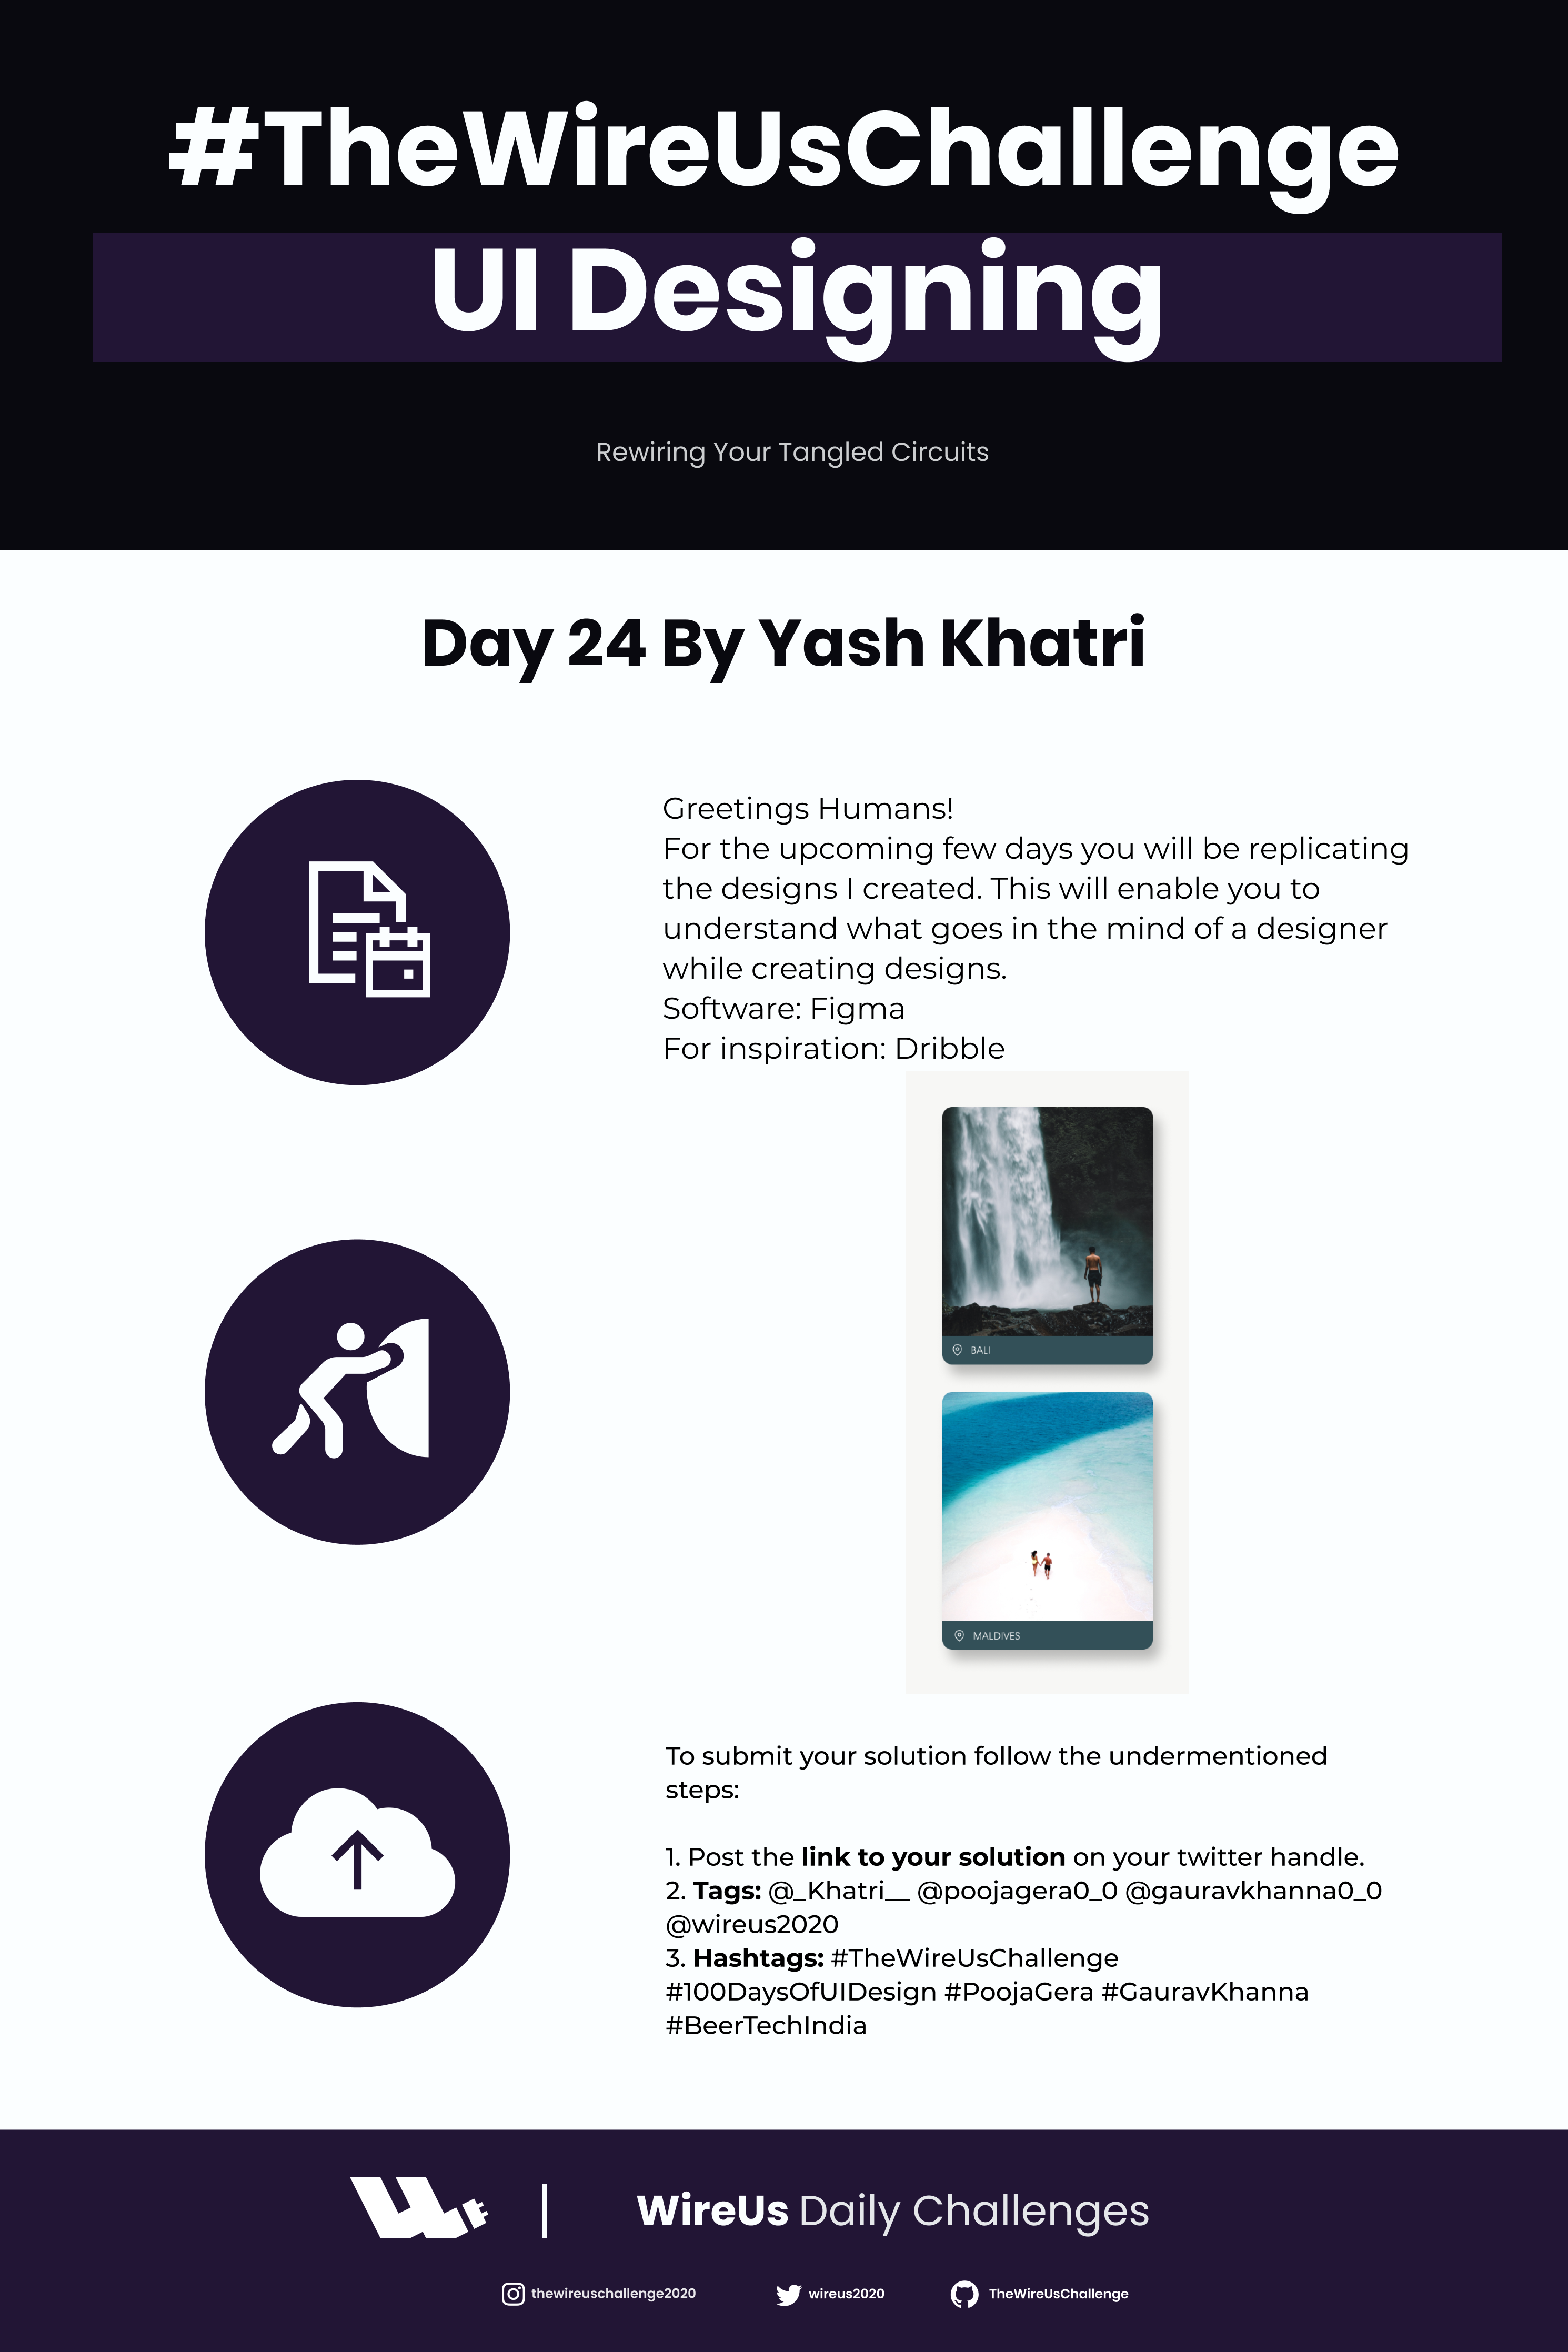 #TheWireUsChallenge
UI Designing
Rewiring Your Tangled Circuits
Day 24 By Yash Khatri
Greetings Humans!
For the upcoming few days you will be replicating
the designs I created. This will enable you to
understand what goes in the mind of a designer
while creating designs.
Software: Figma
For inspiration: Dribble
BALI
MALDIVES
To submit your solution follow the undermentioned
steps:
1. Post the link to your solution on your twitter handle.
2. Tags: @_Khatri__ @poojagera0_0 @gauravkhanna0_0
@wireus2020
3. Hashtags: #TheWireUsChallenge
#100DaysOfUIDesign #PoojaGera #GauravKhanna
#BeerTechIndia
WireUs Daily Challenges
thewireuschallenge2020 wireus2020 TheWireUsChallenge